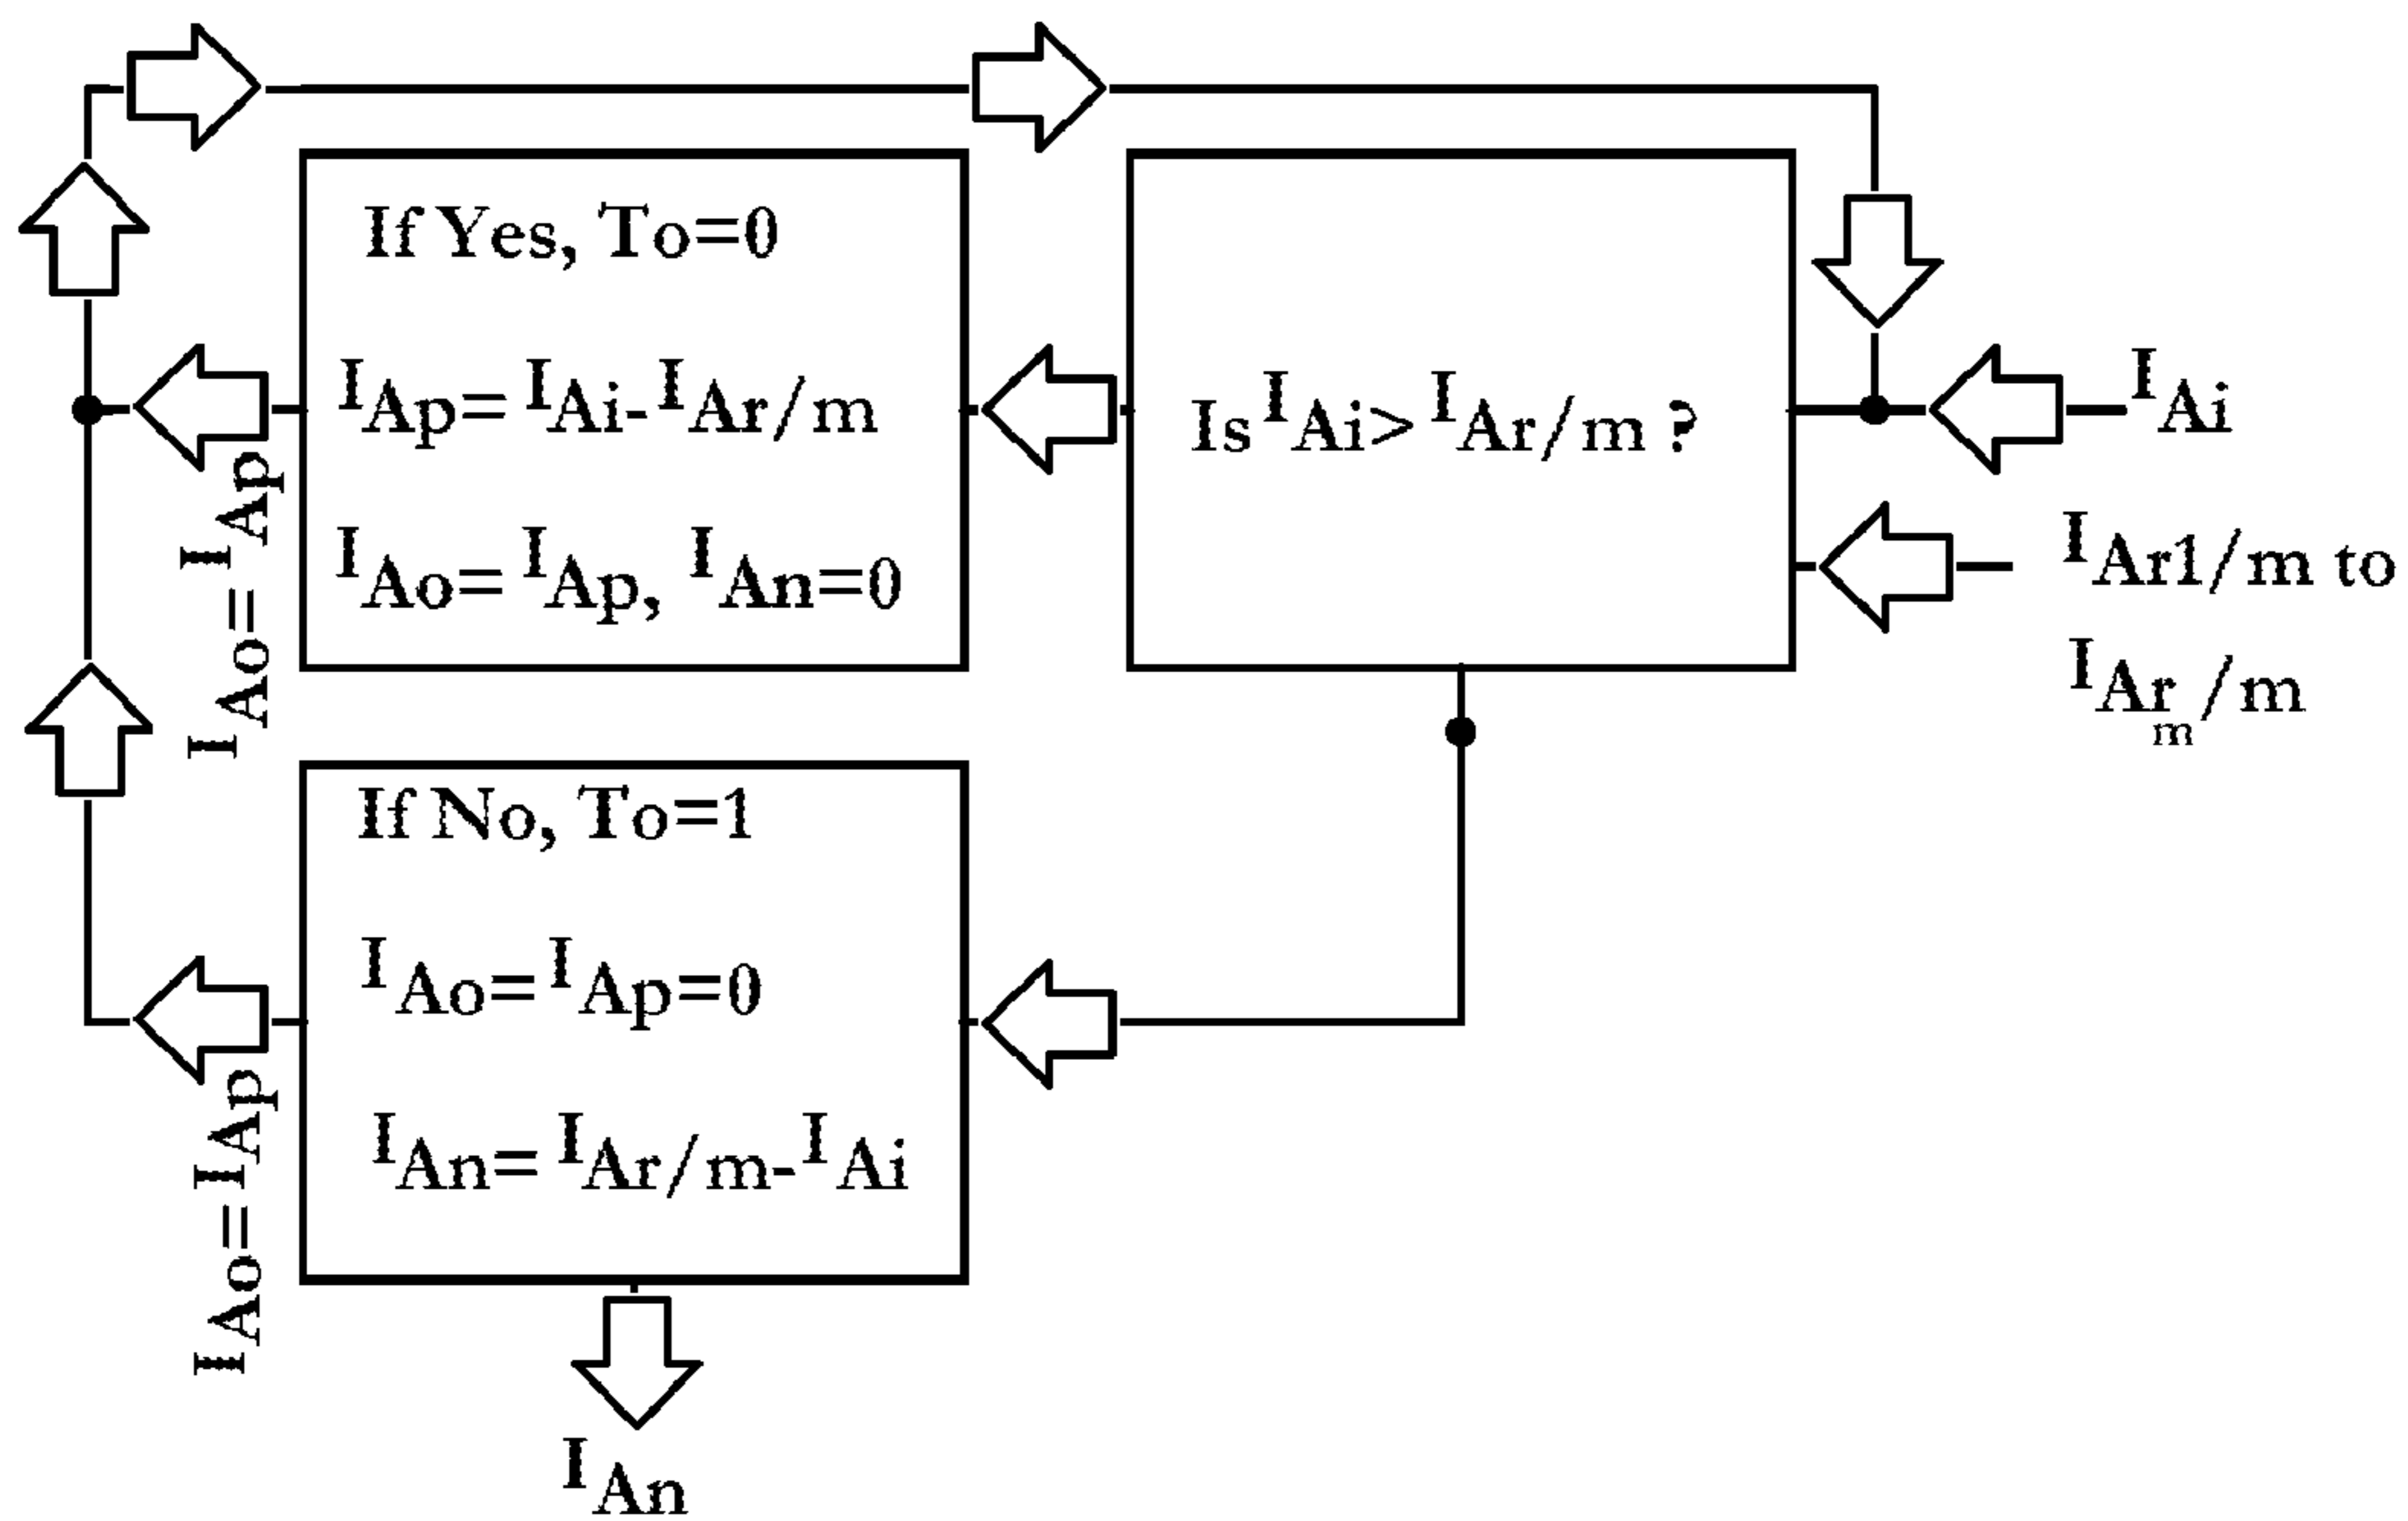 If Yes, To=0
IAp= IAi-IAr/m
IAo= IAp, IAn=0
IAo= IAp
Is IAi> IAr/m ?
IAi
IAr1/m to
IArm/m
If No, To=1
IAo= IAp=0
IAn= IAr/m-IAi
IAo= IAp
IAn